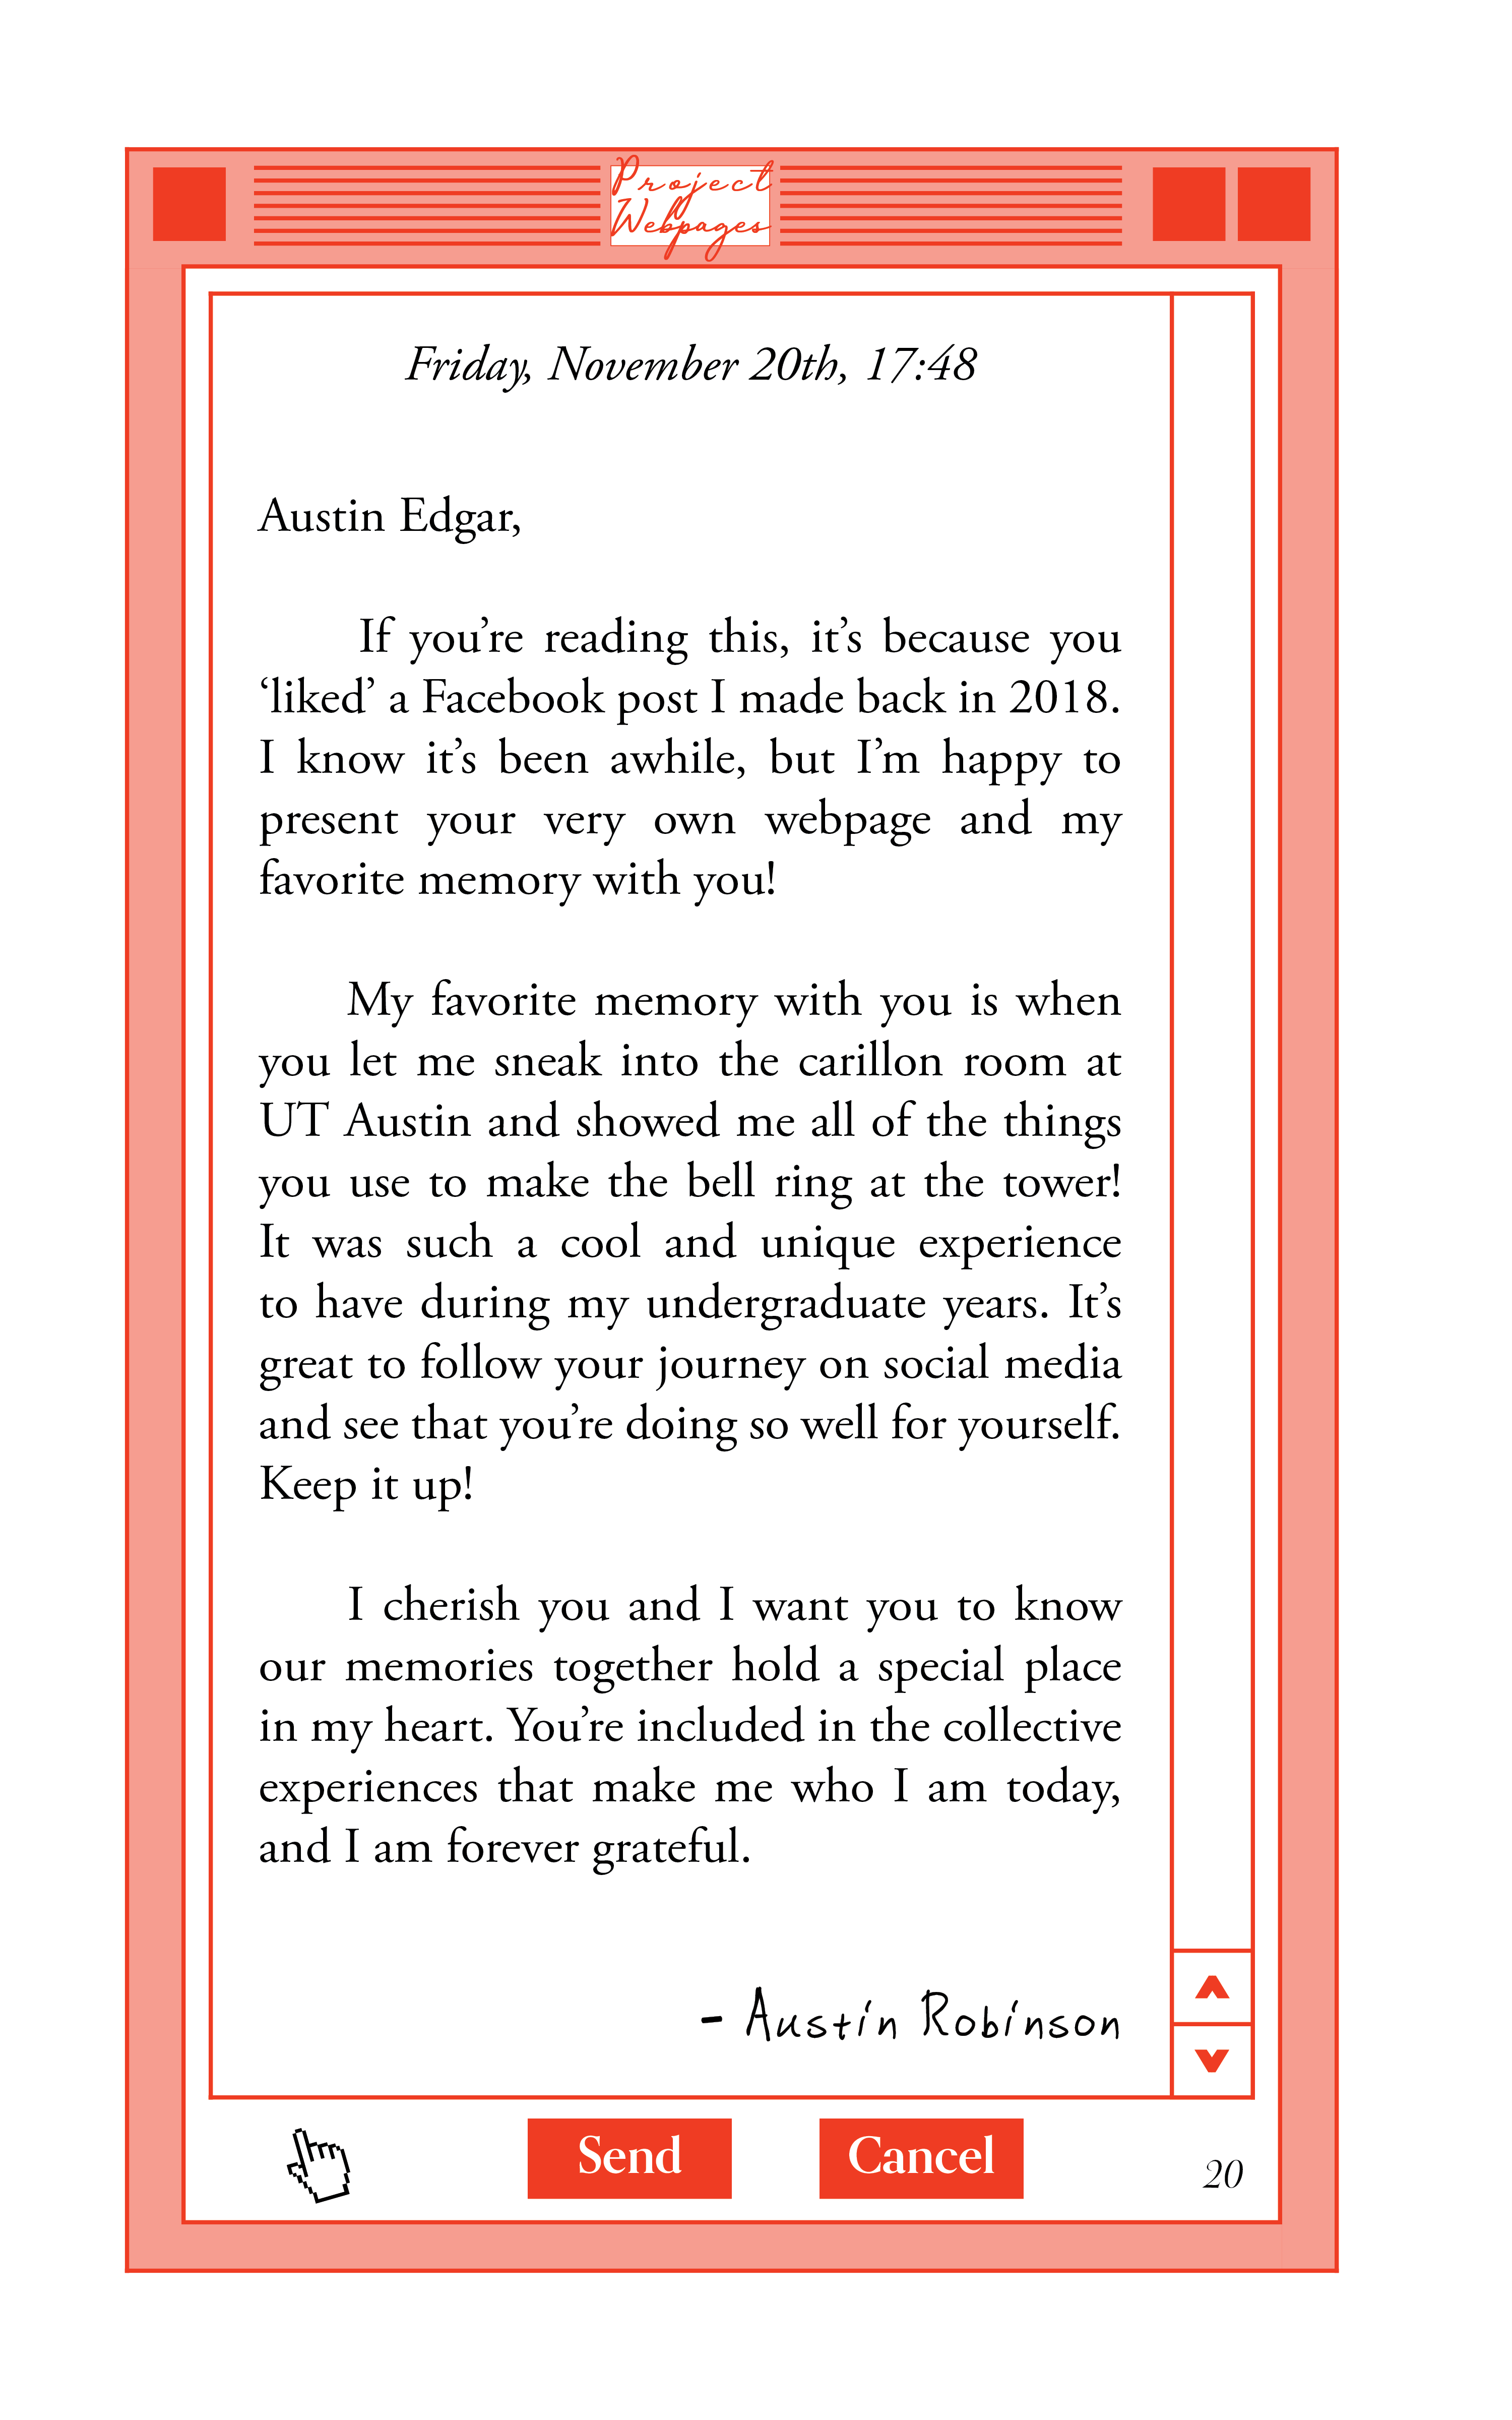 Project
Webpages
Friday, November 20th, 17:48
Austin Edgar,
If you’re reading this, it’s because you
‘liked’ a Facebook post I made back in 2018.
I know it’s been awhile, but I’m happy to
present your very own webpage and my
favorite memory with you!
My favorite memory with you is when
you let me sneak into the carillon room at
UT Austin and showed me all of the things
you use to make the bell ring at the tower!
It was such a cool and unique experience
to have during my undergraduate years. It’s
great to follow your journey on social media
and see that you’re doing so well for yourself.
Keep it up!
I cherish you and I want you to know
our memories together hold a special place
in my heart. You’re included in the collective
experiences that make me who I am today,
and I am forever grateful.
- Austin Robinson
Send Cancel
20